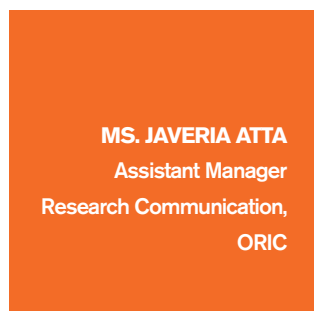 MS. JAVERIA ATTA
Assistant Manager
Research Communication,
ORIC